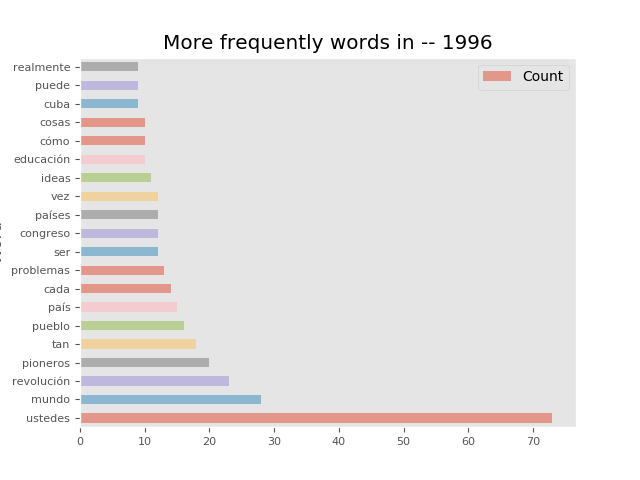 More frequently words in -- 1996
Count
realmente
puede
cuba
cosas
cómo
educación
ideas
vez
países
congreso
ser
problemas
cada
país
pueblo
tan
pioneros
revolución
mundo
ustedes
0 10 20 30 40 50 60 70